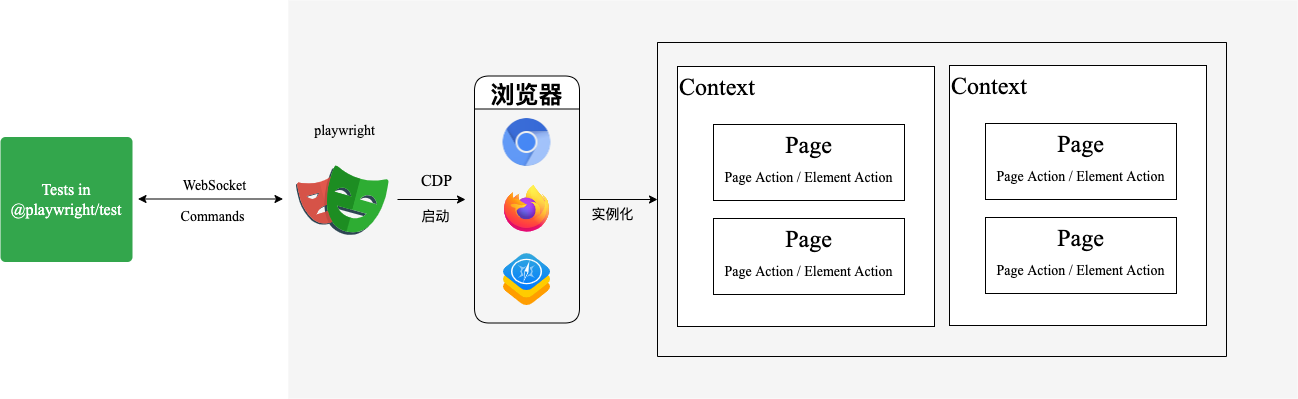 Tests in
@playwright/test
WebSocket
Commands
playwright
CDP
启动
浏览器
实例化
Context
Page
Page Action / Element Action
Page
Page Action / Element Action
Context
Page
Page Action / Element Action
Page
Page Action / Element Action